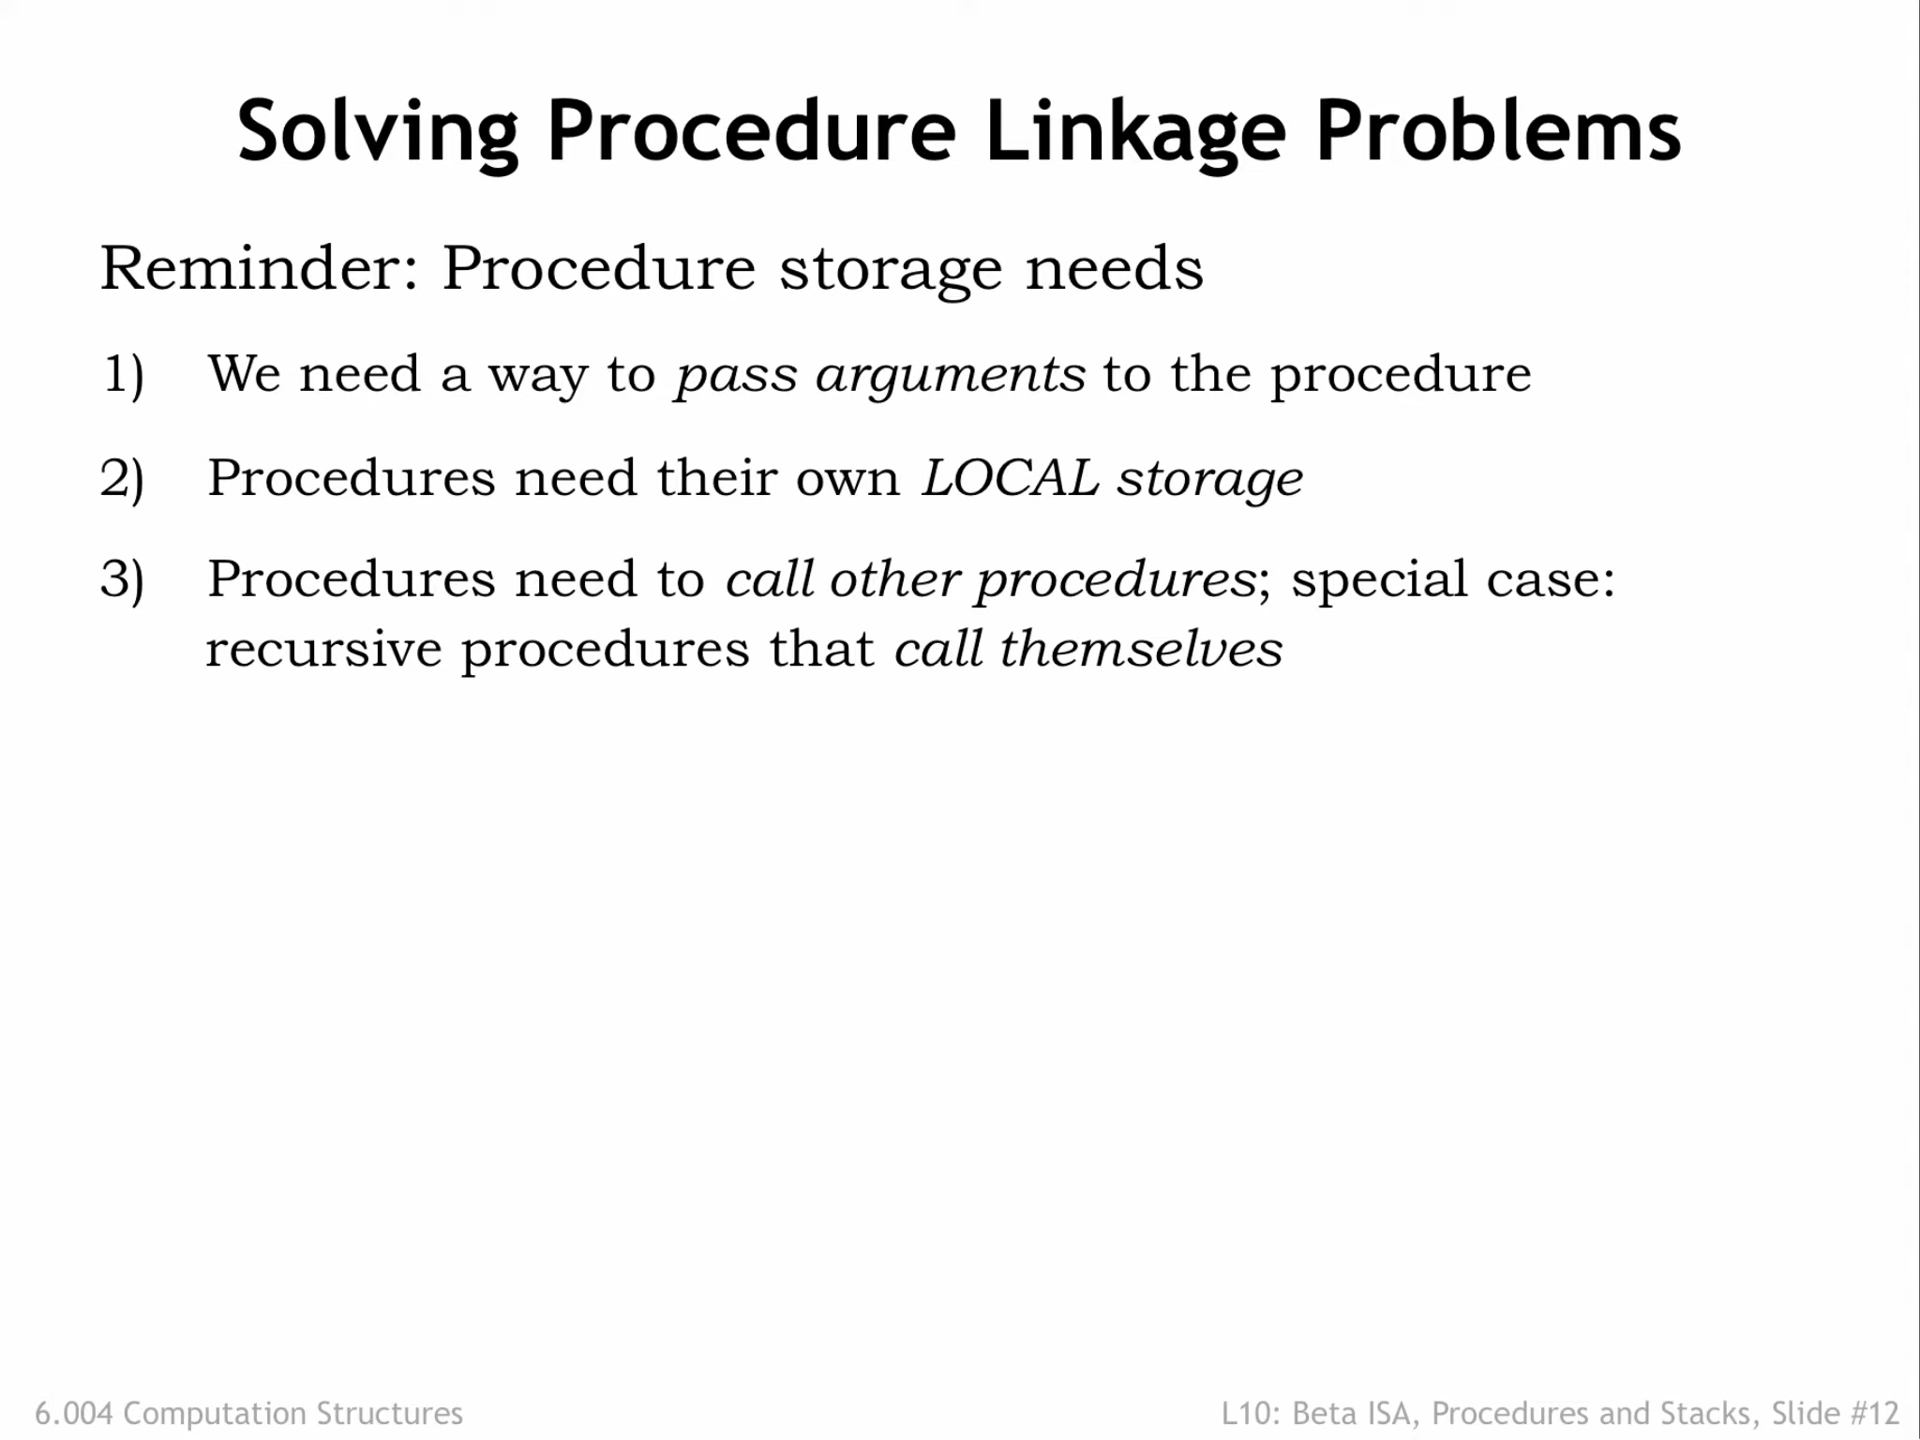 Solving Procedure Linkage Problems
Reminder: Procedure storage needs
1) We need a way to pass arguments to the procedure
2) Procedures need their own LOCAL storage
3) Procedures need to call other procedures; special case:
recursive procedures that call themselves
6.004 Computation Structures
L10: Beta ISA, Procedures and Stacks, Slide #12